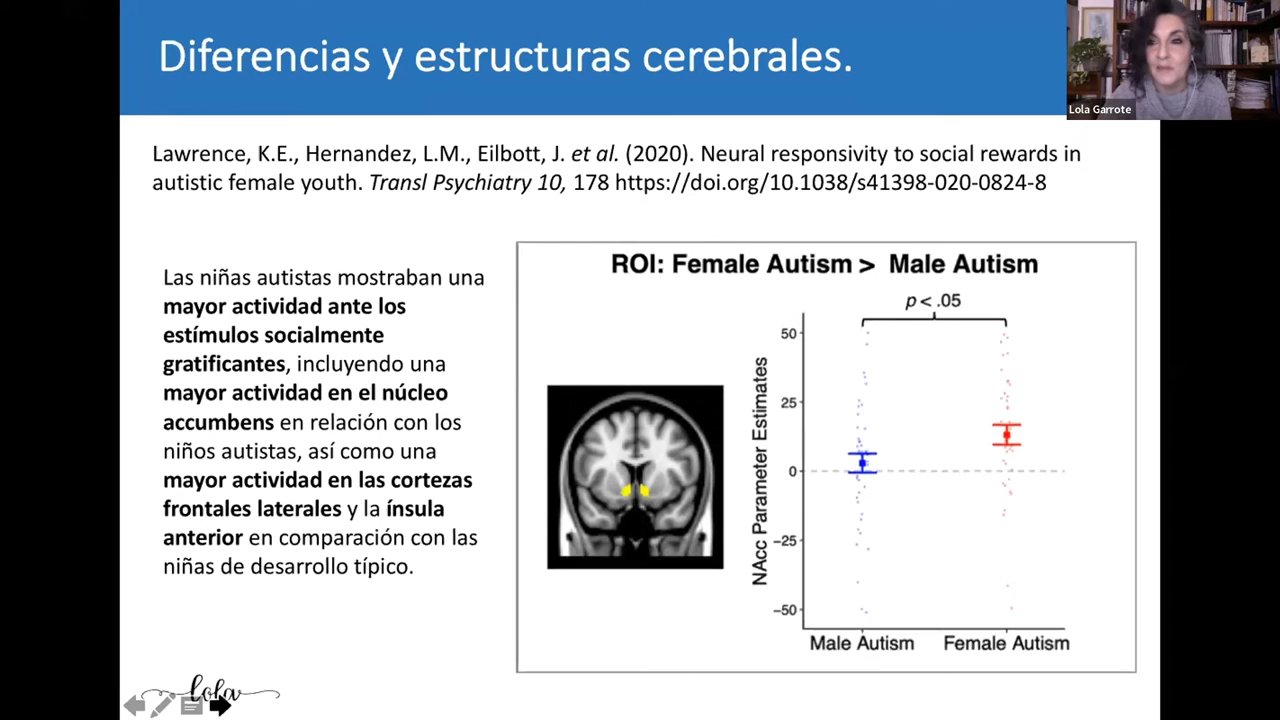 Diferencias y estructuras cerebrales.
Lola Garrote
Lawrence, K.E., Hernandez, L.M., Eilbott, J. et al. (2020). Neural responsivity to social rewards in
autistic female youth. Transl Psychiatry 10, 178 https://doi.org/10.1038/s41398-020-0824-8
Las niñas autistas mostraban una
mayor actividad ante los
estímulos socialmente
gratificantes, incluyendo una
mayor actividad en el núcleo
accumbens en relación con los
niños autistas, así como una
mayor actividad en las cortezas
frontales laterales y la ínsula
anterior en comparación con las
niñas de desarrollo típico.
ROI: Female Autism > Male Autism
p < .05
NAcc Parameter Estimates
50
25
0
−25
−50
Male Autism
Female Autism
lola